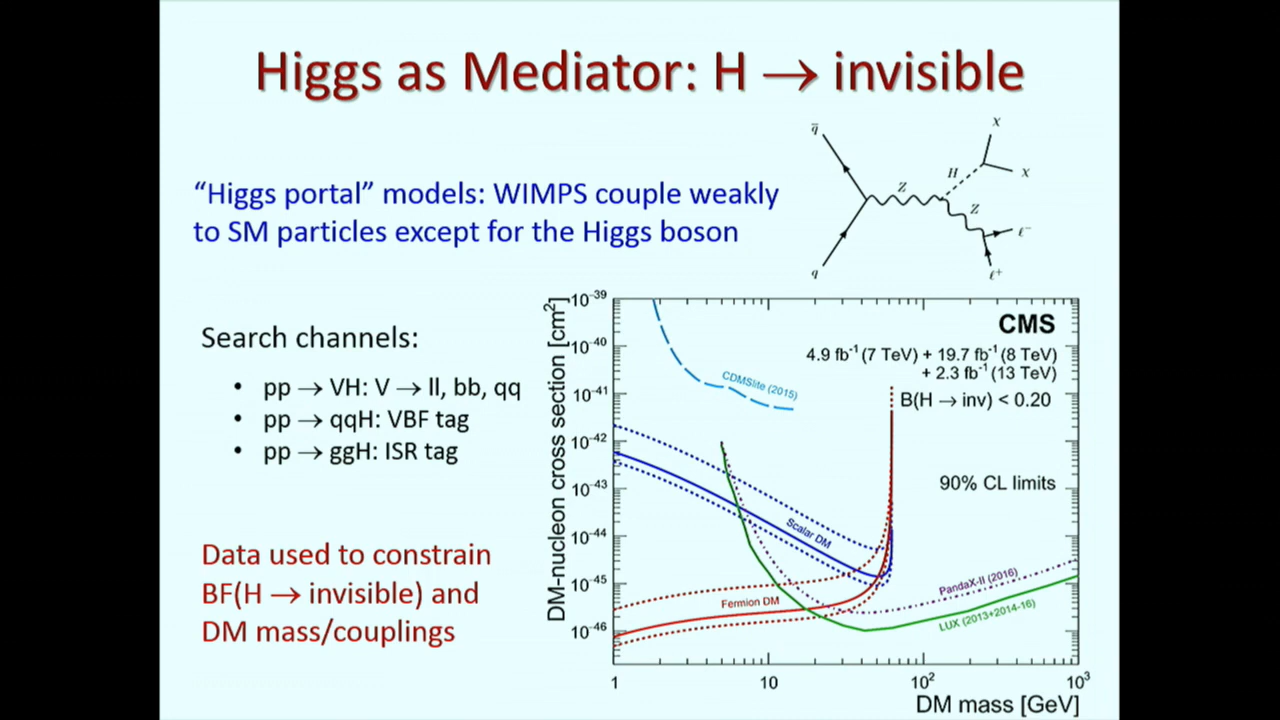 Higgs as Mediator: H → invisible
"Higgs portal" models: WIMPS couple weakly
to SM particles except for the Higgs boson
q̅
q
Z
H
χ
χ
Z
ℓ⁻
ℓ⁺
Search channels:
• pp → VH: V → ll, bb, qq
• pp → qqH: VBF tag
• pp → ggH: ISR tag
Data used to constrain
BF(H → invisible) and
DM mass/couplings
DM-nucleon cross section [cm²]
10⁻³⁹
10⁻⁴⁰
10⁻⁴¹
10⁻⁴²
10⁻⁴³
10⁻⁴⁴
10⁻⁴⁵
10⁻⁴⁶
CMS
4.9 fb⁻¹ (7 TeV) + 19.7 fb⁻¹ (8 TeV)
+ 2.3 fb⁻¹ (13 TeV)
B(H → inv) < 0.20
90% CL limits
CDMSlite (2015)
Scalar DM
Fermion DM
PandaX-II (2016)
LUX (2013+2014-16)
1
10
10²
10³
DM mass [GeV]